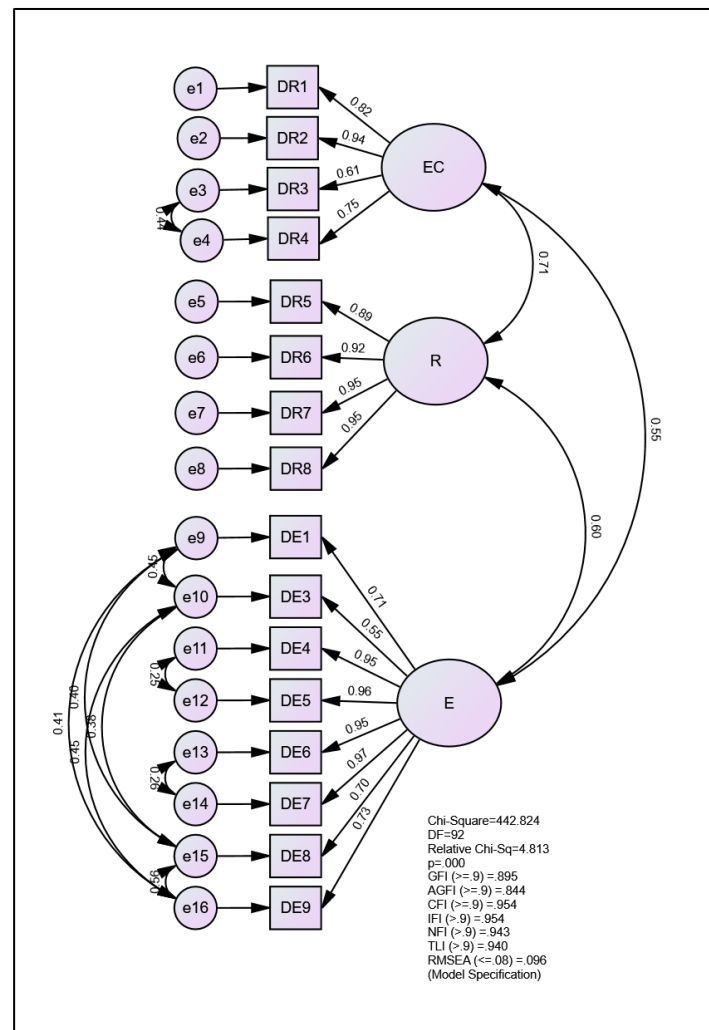 e1 DR1
0.82
e2 DR2
0.94
EC
e3 DR3
0.61
0.44
0.75
e4 DR4
0.71
e5 DR5
0.89
e6 DR6
0.92
R
e7 DR7
0.95
e8 DR8
0.95
0.55
0.60
e9 DE1
0.45
0.71
e10 DE3
0.55
e11 DE4
0.25
0.95
e12 DE5
0.96
E
0.40
0.38
0.41
0.45
e13 DE6
0.95
0.26
0.97
e14 DE7
0.70
e15 DE8
0.73
0.56
e16 DE9
Chi-Square=442.824
DF=92
Relative Chi-Sq=4.813
p=.000
GFI (>=.9) =.895
AGFI (>=.9) =.844
CFI (>=.9) =.954
IFI (>.9) =.954
NFI (>.9) =.943
TLI (>.9) =.940
RMSEA (<=.08) =.096
(Model Specification)